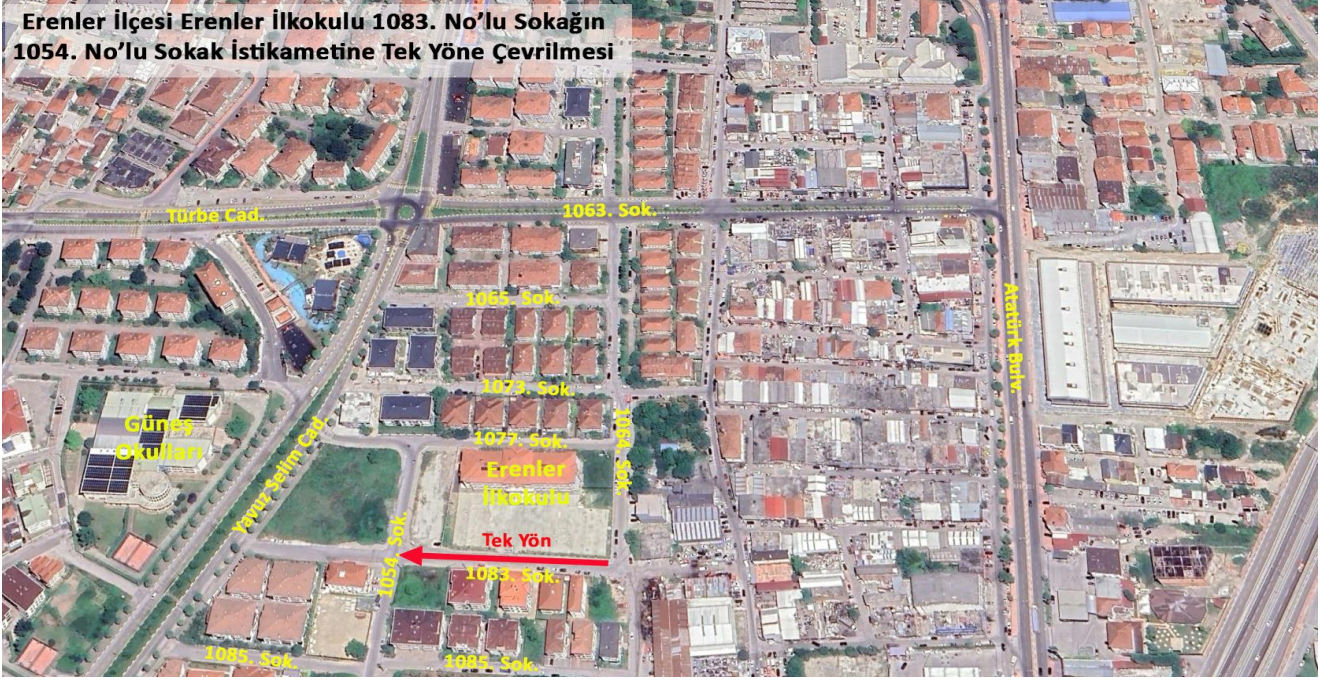 Erenler İlçesi Erenler İlkokulu 1083. No’lu Sokağın
1054. No’lu Sokak İstikametine Tek Yöne Çevrilmesi
Türbe Cad.
1063. Sok.
1065. Sok.
Atatürk Bulv.
1073. Sok.
Güneş
Okulları
Yavuz Selim Cad.
1077. Sok.
1064. Sok.
Erenler
İlkokulu
Tek Yön
1054. Sok.
1083. Sok.
1085. Sok.
1085. Sok.